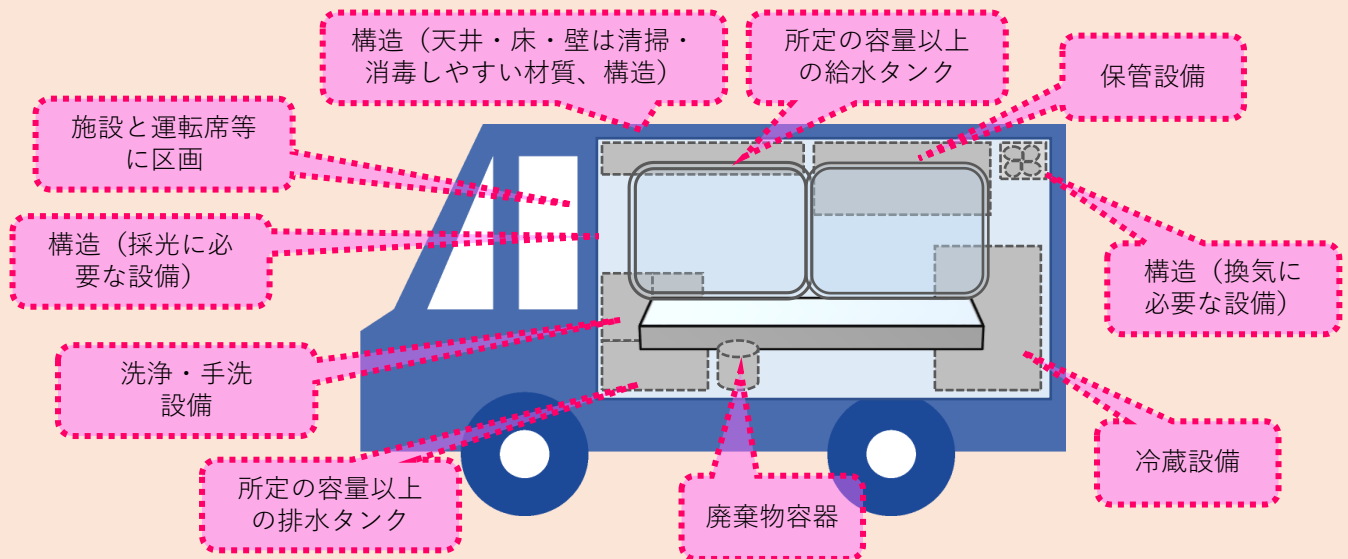 構造（天井・床・壁は清掃・
消毒しやすい材質、構造）
所定の容量以上
の給水タンク
保管設備
施設と運転席等
に区画
構造（採光に必
要な設備）
構造（換気に
必要な設備）
洗浄・手洗
設備
冷蔵設備
所定の容量以上
の排水タンク
廃棄物容器